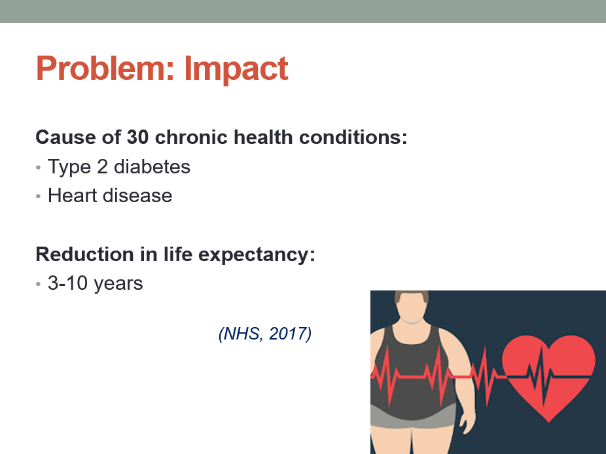 Problem: Impact
Cause of 30 chronic health conditions:
• Type 2 diabetes
• Heart disease
Reduction in life expectancy:
• 3-10 years
(NHS, 2017)